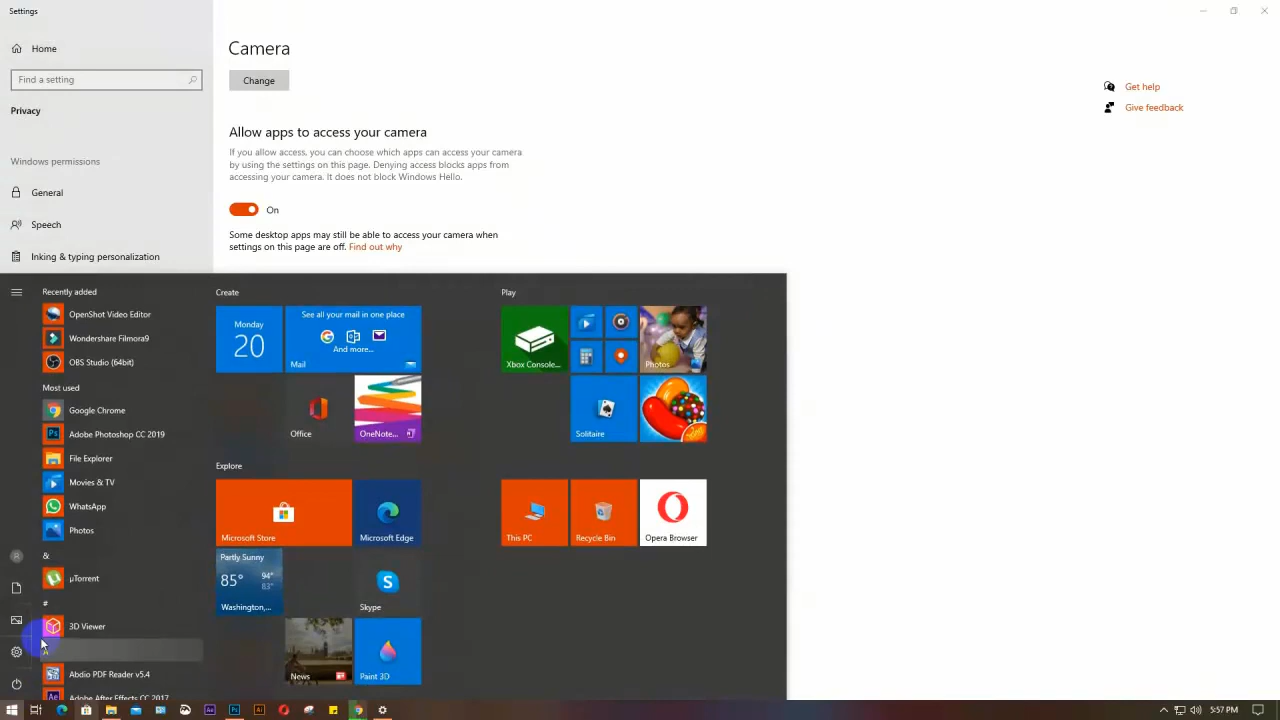 Settings
Home
Find a setting
Privacy
Windows permissions
General
Speech
Inking & typing personalization
Camera
Change
Allow apps to access your camera
If you allow access, you can choose which apps can access your camera
by using the settings on this page. Denying access blocks apps from
accessing your camera. It does not block Windows Hello.
On
Some desktop apps may still be able to access your camera when
settings on this page are off. Find out why
Get help
Give feedback
Recently added
OpenShot Video Editor
Wondershare Filmora9
OBS Studio (64bit)
Most used
Google Chrome
Adobe Photoshop CC 2019
File Explorer
Movies & TV
WhatsApp
Photos
&
µTorrent
#
3D Viewer
Abdio PDF Reader v5.4
Adobe After Effects CC 2017
Create
Monday
20
See all your mail in one place
And more...
Mail
Office
OneNote...
Explore
Microsoft Store
Microsoft Edge
Partly Sunny
85° 94°
83°
Washington,...
Skype
News
Paint 3D
Play
Xbox Console...
Photos
Solitaire
This PC
Recycle Bin
Opera Browser
5:57 PM